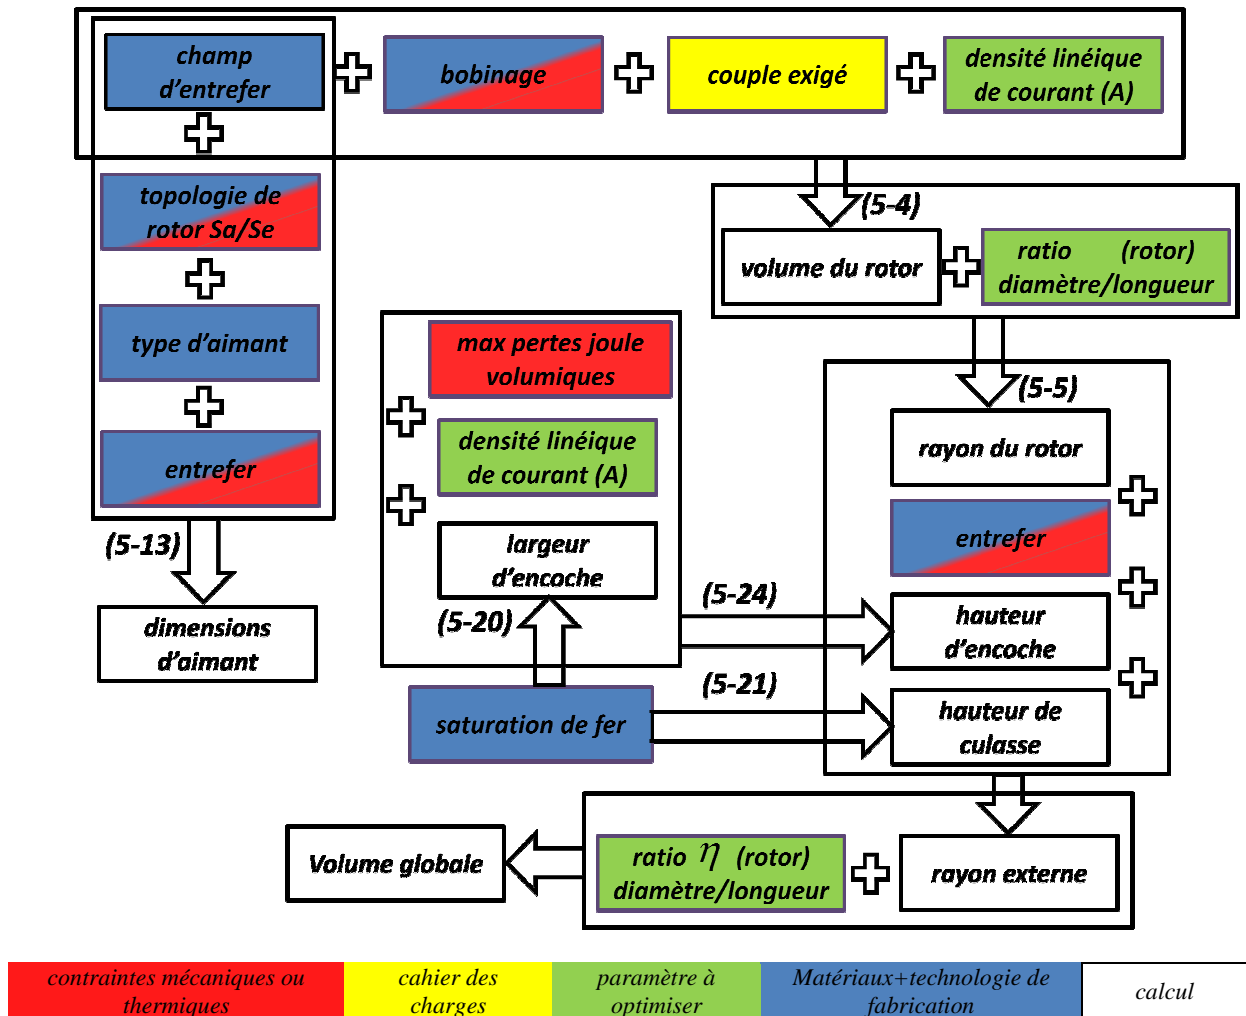 champ
d'entrefer
bobinage
couple exigé
densité linéique
de courant (A)
topologie de
rotor Sa/Se
type d'aimant
entrefer
(5-13)
dimensions
d'aimant
(5-4)
volume du rotor
ratio (rotor)
diamètre/longueur
(5-5)
max pertes joule
volumiques
densité linéique
de courant (A)
largeur
d'encoche
(5-20)
saturation de fer
(5-24)
(5-21)
rayon du rotor
entrefer
hauteur
d'encoche
hauteur de
culasse
Volume globale
ratio η (rotor)
diamètre/longueur
rayon externe
contraintes mécaniques ou
thermiques
cahier des
charges
paramètre à
optimiser
Matériaux+technologie de
fabrication
calcul